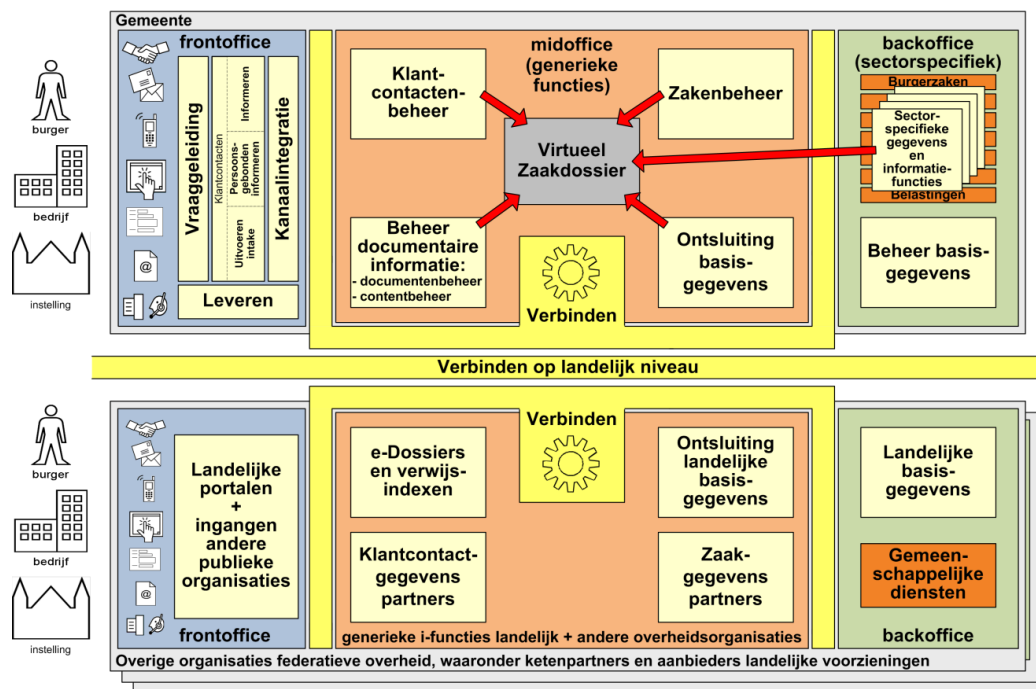 Gemeente
burger
bedrijf
instelling
frontoffice
@
Vraaggeleiding
Klantcontacten
Informeren
Persoons-
gebonden
informeren
Uitvoeren
intake
Kanaalintegratie
Leveren
midoffice
(generieke
functies)
Klant-
contacten-
beheer
Zakenbeheer
Virtueel
Zaakdossier
Beheer
documentaire
informatie:
- documentenbeheer
- contentbeheer
Ontsluiting
basis-
gegevens
Verbinden
backoffice
(sectorspecifiek)
Burgerzaken
Sector-
specifieke
gegevens
en
informatie-
functies
Belastingen
Beheer basis-
gegevens
Verbinden op landelijk niveau
burger
bedrijf
instelling
@
Landelijke
portalen
+
ingangen
andere
publieke
organisaties
frontoffice
Verbinden
e-Dossiers
en verwijs-
indexen
Ontsluiting
landelijke
basis-
gegevens
Klantcontact-
gegevens
partners
Zaak-
gegevens
partners
generieke i-functies landelijk + andere overheidsorganisaties
Landelijke
basis-
gegevens
Gemeen-
schappelijke
diensten
backoffice
Overige organisaties federatieve overheid, waaronder ketenpartners en aanbieders landelijke voorzieningen